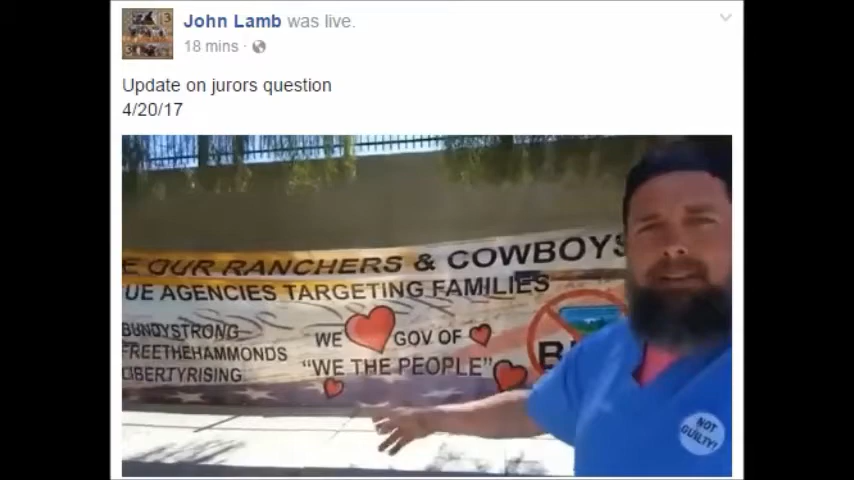 John Lamb was live.
18 mins ·
Update on jurors question
4/20/17
E OUR RANCHERS & COWBOYS
UE AGENCIES TARGETING FAMILIES
BUNDYSTRONG
FREETHEHAMMONDS
LIBERTYRISING
WE GOV OF
"WE THE PEOPLE"
B
NOT
GUILTY!